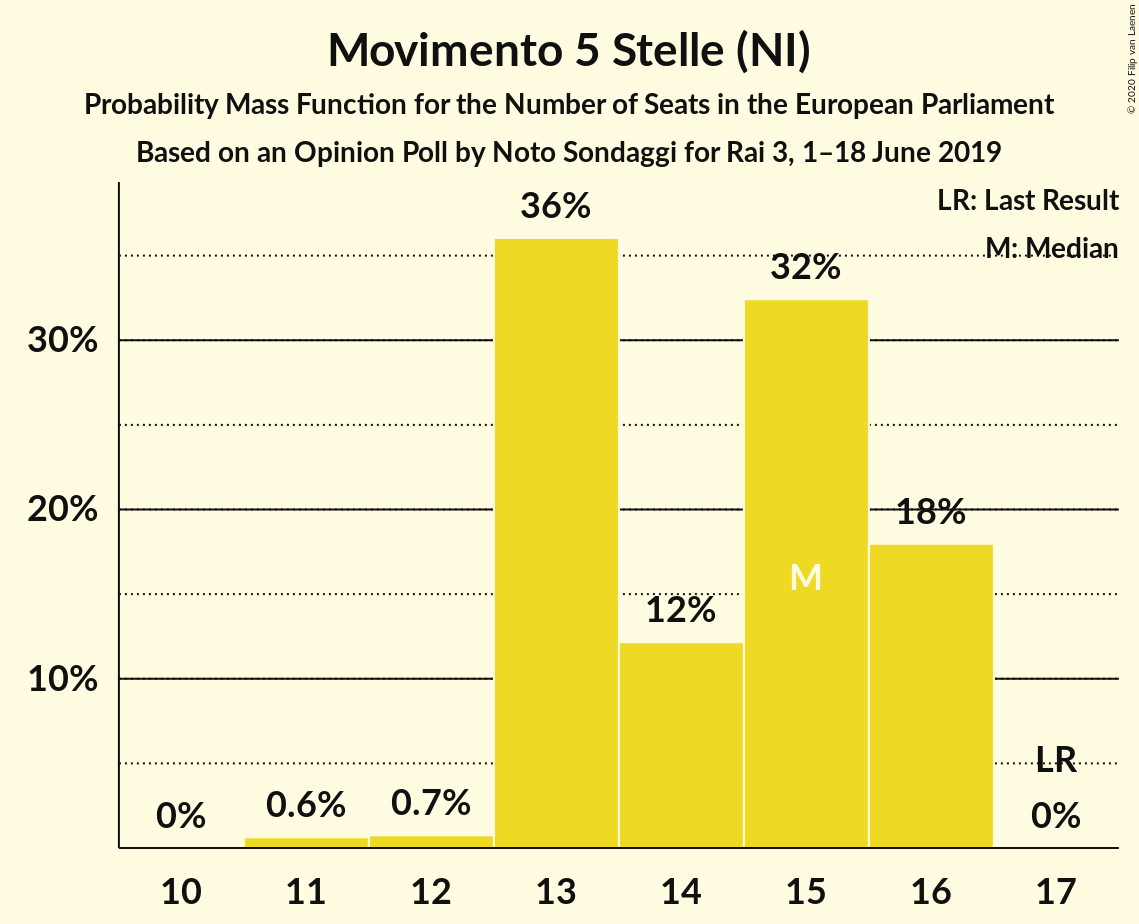 Movimento 5 Stelle (NI)
Probability Mass Function for the Number of Seats in the European Parliament
Based on an Opinion Poll by Noto Sondaggi for Rai 3, 1–18 June 2019
© 2020 Filip van Laenen
LR: Last Result
M: Median
36%
32%
30%
20%
18%
M
12%
10%
LR
0%
0.6%
0.7%
0%
10 11 12 13 14 15 16 17